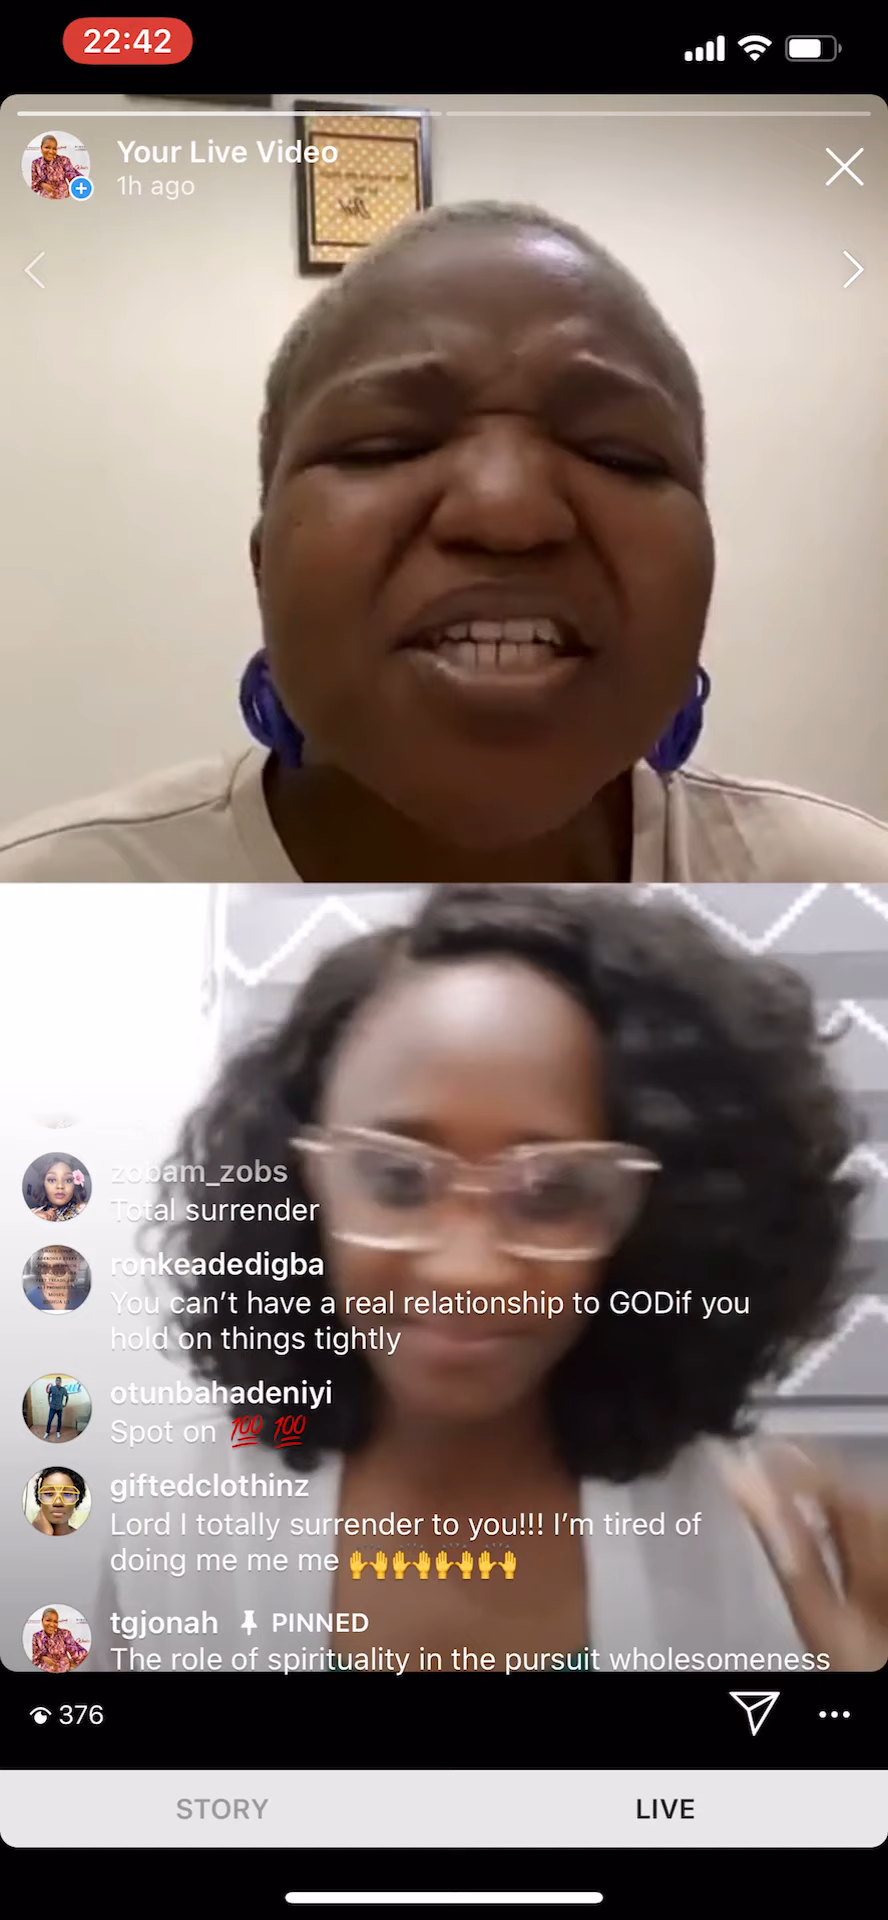 22:42
Your Live Video
1h ago
zobam_zobs
Total surrender
ronkeadedigba
You can't have a real relationship to GODif you
hold on things tightly
otunbahadeniyi
Spot on 💯 💯
giftedclothinz
Lord I totally surrender to you!!! I'm tired of
doing me me me 🙌🙌🙌🙌
tgjonah PINNED
The role of spirituality in the pursuit wholesomeness
376
STORY
LIVE